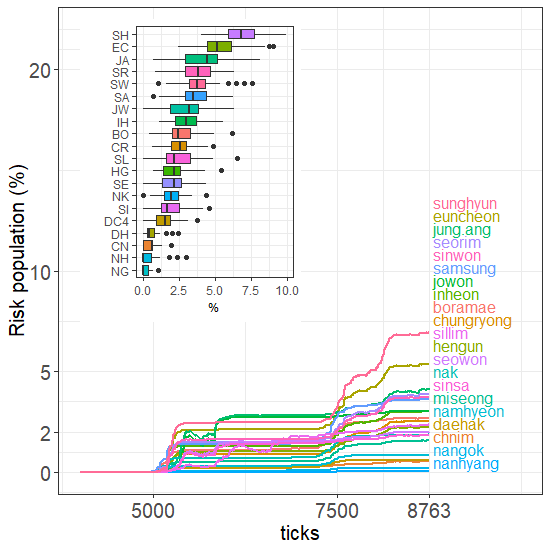 SH
EC
JA
SR
SW
SA
JW
IH
BO
CR
SL
HG
SE
NK
SI
DC4
DH
CN
NH
NG
0.0 2.5 5.0 7.5 10.0
%
Risk population (%)
20
10
5
2
0
sunghyun
euncheon
jung.ang
seorim
sinwon
samsung
jowon
inheon
boramae
chungryong
sillim
hengun
seowon
nak
sinsa
miseong
namhyeon
daehak
chnim
nangok
nanhyang
5000 7500 8763
ticks